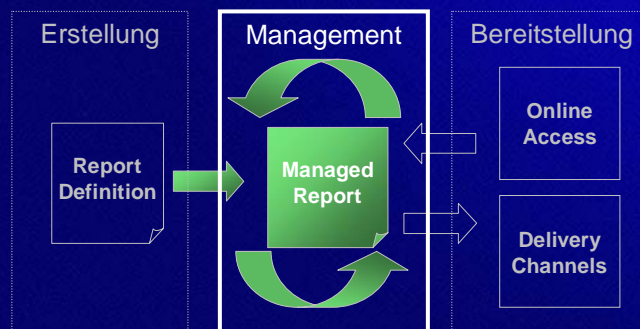 Erstellung
Management
Bereitstellung
Report
Definition
Managed
Report
Online
Access
Delivery
Channels